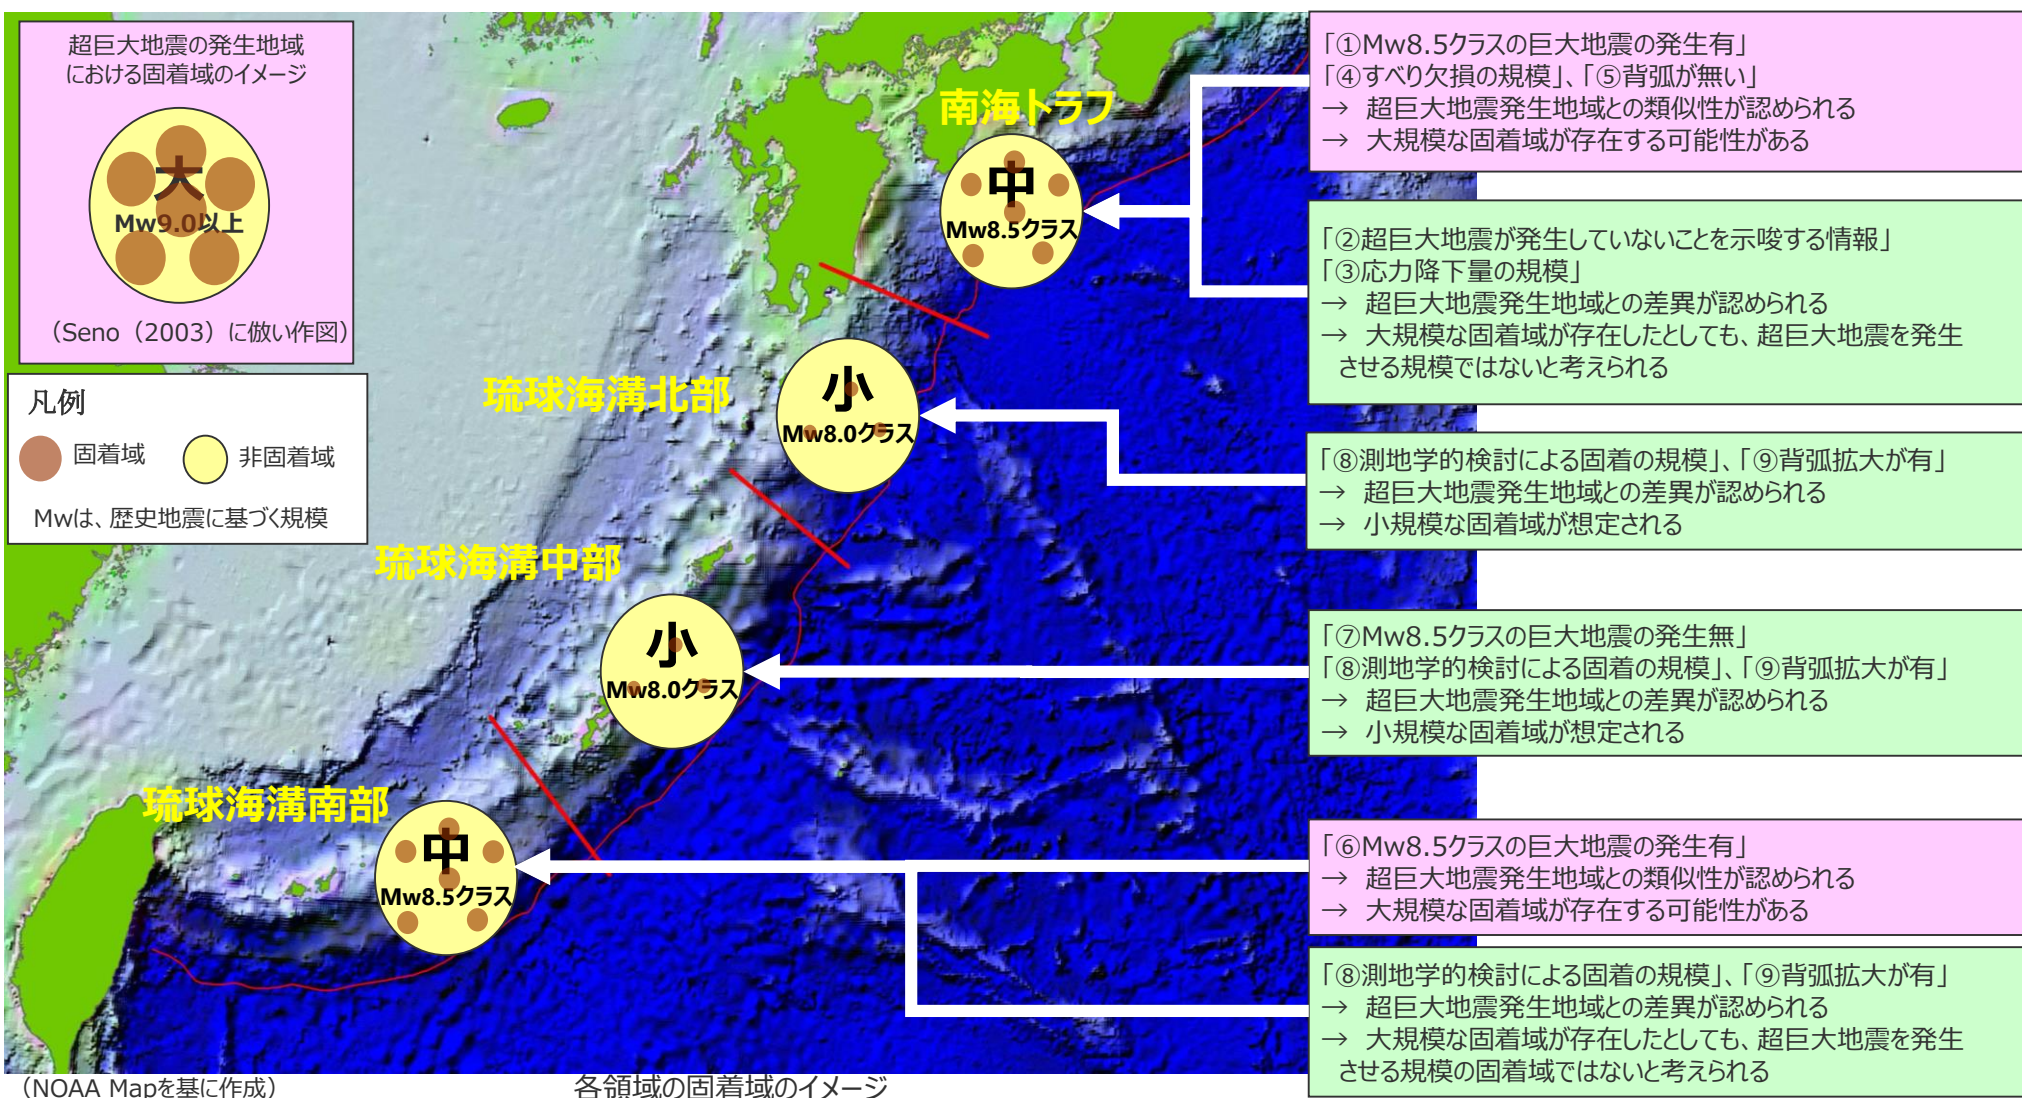 超巨大地震の発生地域
における固着域のイメージ
大
Mw9.0以上
（Seno（2003）に倣い作図）
凡例
固着域
非固着域
Mwは、歴史地震に基づく規模
南海トラフ
中
Mw8.5クラス
琉球海溝北部
小
Mw8.0クラス
琉球海溝中部
小
Mw8.0クラス
琉球海溝南部
中
Mw8.5クラス
「①Mw8.5クラスの巨大地震の発生有」
「④すべり欠損の規模」、「⑤背弧が無い」
→ 超巨大地震発生地域との類似性が認められる
→ 大規模な固着域が存在する可能性がある
「②超巨大地震が発生していないことを示唆する情報」
「③応力降下量の規模」
→ 超巨大地震発生地域との差異が認められる
→ 大規模な固着域が存在したとしても、超巨大地震を発生
させる規模ではないと考えられる
「⑧測地学的検討による固着の規模」、「⑨背弧拡大が有」
→ 超巨大地震発生地域との差異が認められる
→ 小規模な固着域が想定される
「⑦Mw8.5クラスの巨大地震の発生無」
「⑧測地学的検討による固着の規模」、「⑨背弧拡大が有」
→ 超巨大地震発生地域との差異が認められる
→ 小規模な固着域が想定される
「⑥Mw8.5クラスの巨大地震の発生有」
→ 超巨大地震発生地域との類似性が認められる
→ 大規模な固着域が存在する可能性がある
「⑧測地学的検討による固着の規模」、「⑨背弧拡大が有」
→ 超巨大地震発生地域との差異が認められる
→ 大規模な固着域が存在したとしても、超巨大地震を発生
させる規模の固着域ではないと考えられる
（NOAA Mapを基に作成）
各領域の固着域のイメージ